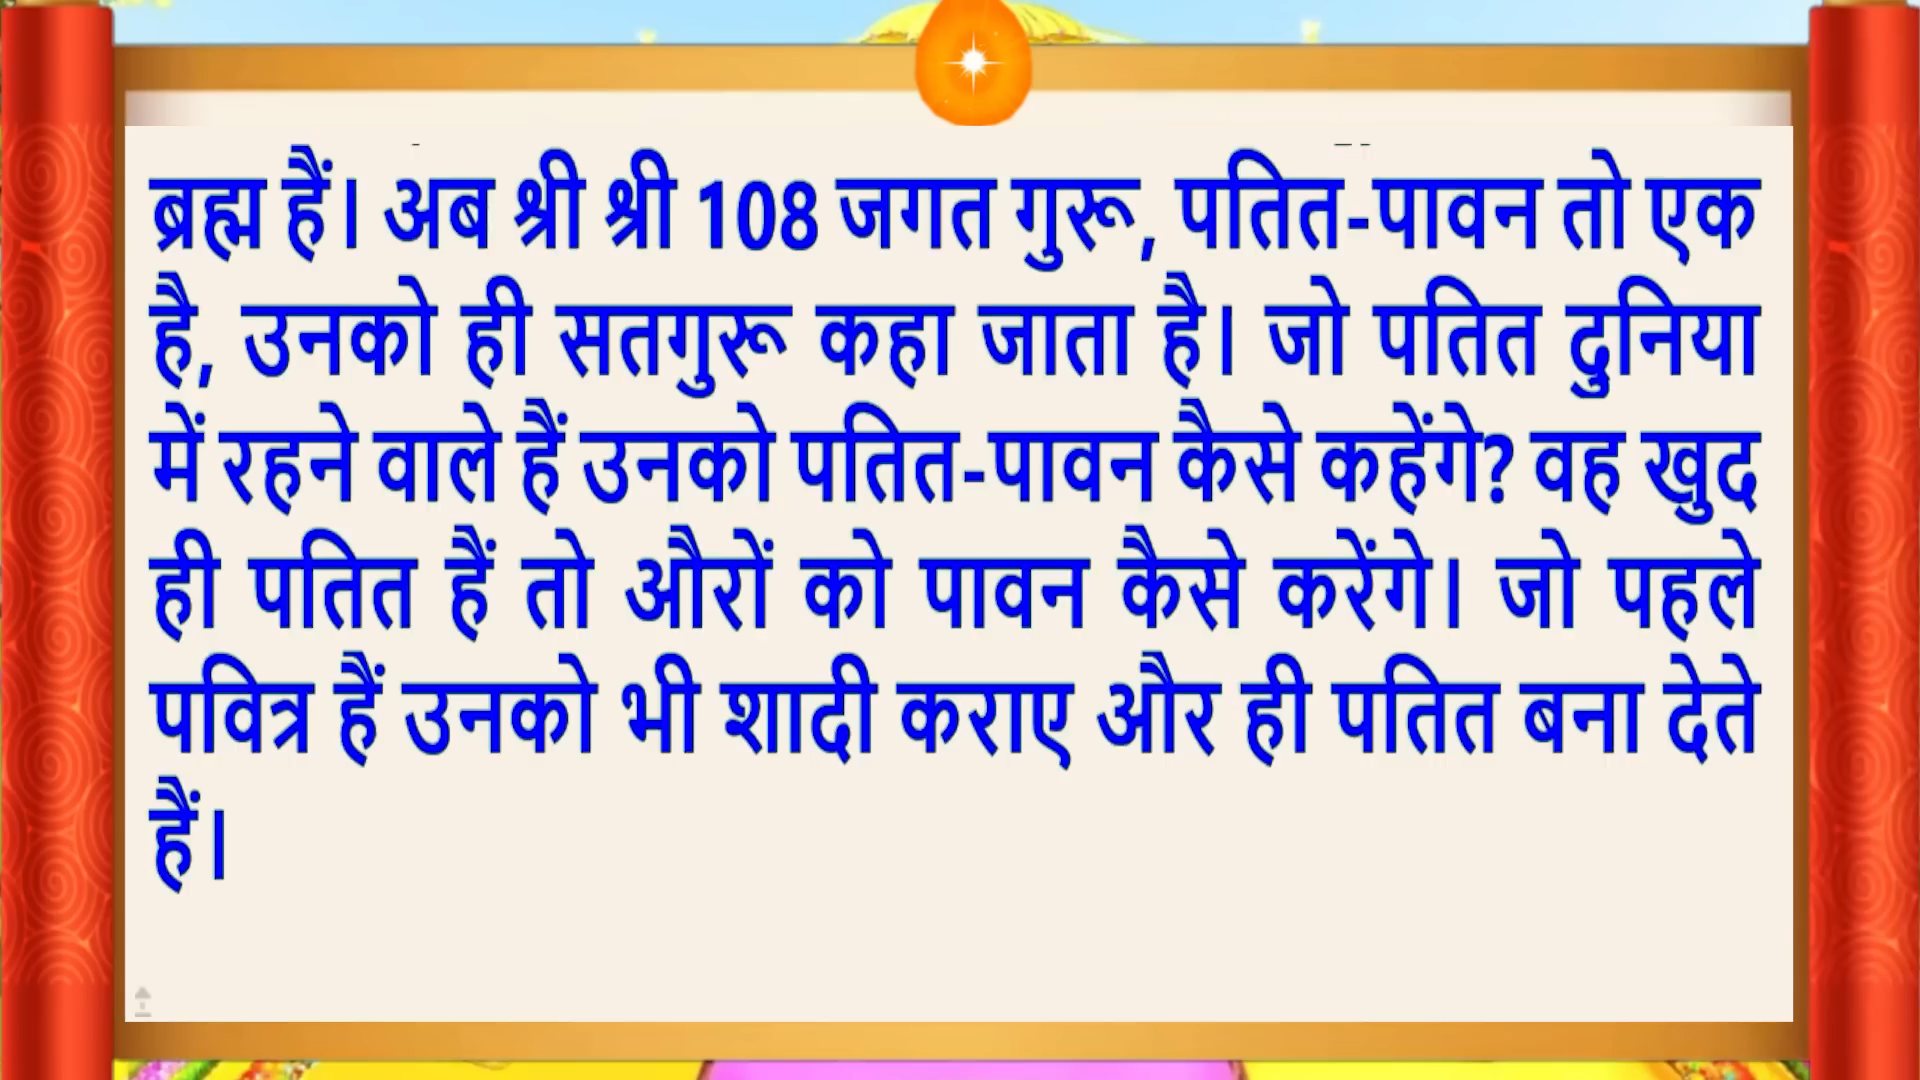 ब्रह्म हैं। अब श्री श्री 108 जगत गुरू, पतित-पावन तो एक
है, उनको ही सतगुरू कहा जाता है। जो पतित दुनिया
में रहने वाले हैं उनको पतित-पावन कैसे कहेंगे? वह खुद
ही पतित हैं तो औरों को पावन कैसे करेंगे। जो पहले
पवित्र हैं उनको भी शादी कराए और ही पतित बना देते
हैं।